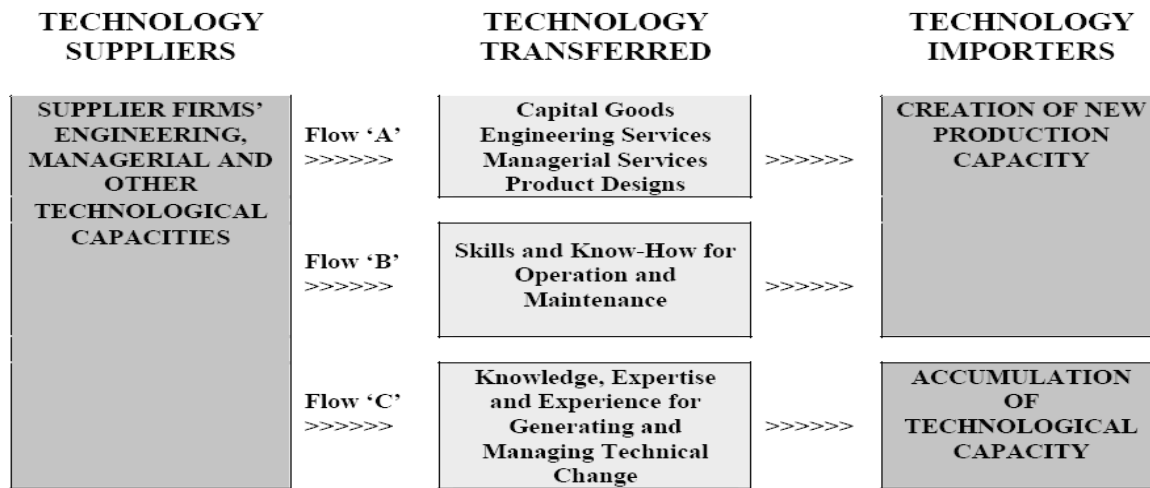 TECHNOLOGY
SUPPLIERS
TECHNOLOGY
TRANSFERRED
TECHNOLOGY
IMPORTERS
SUPPLIER FIRMS’
ENGINEERING,
MANAGERIAL AND
OTHER
TECHNOLOGICAL
CAPACITIES
Flow ‘A’
>>>>>>
Capital Goods
Engineering Services
Managerial Services
Product Designs
>>>>>>
CREATION OF NEW
PRODUCTION
CAPACITY
Flow ‘B’
>>>>>>
Skills and Know-How for
Operation and
Maintenance
>>>>>>
Flow ‘C’
>>>>>>
Knowledge, Expertise
and Experience for
Generating and
Managing Technical
Change
>>>>>>
ACCUMULATION
OF
TECHNOLOGICAL
CAPACITY